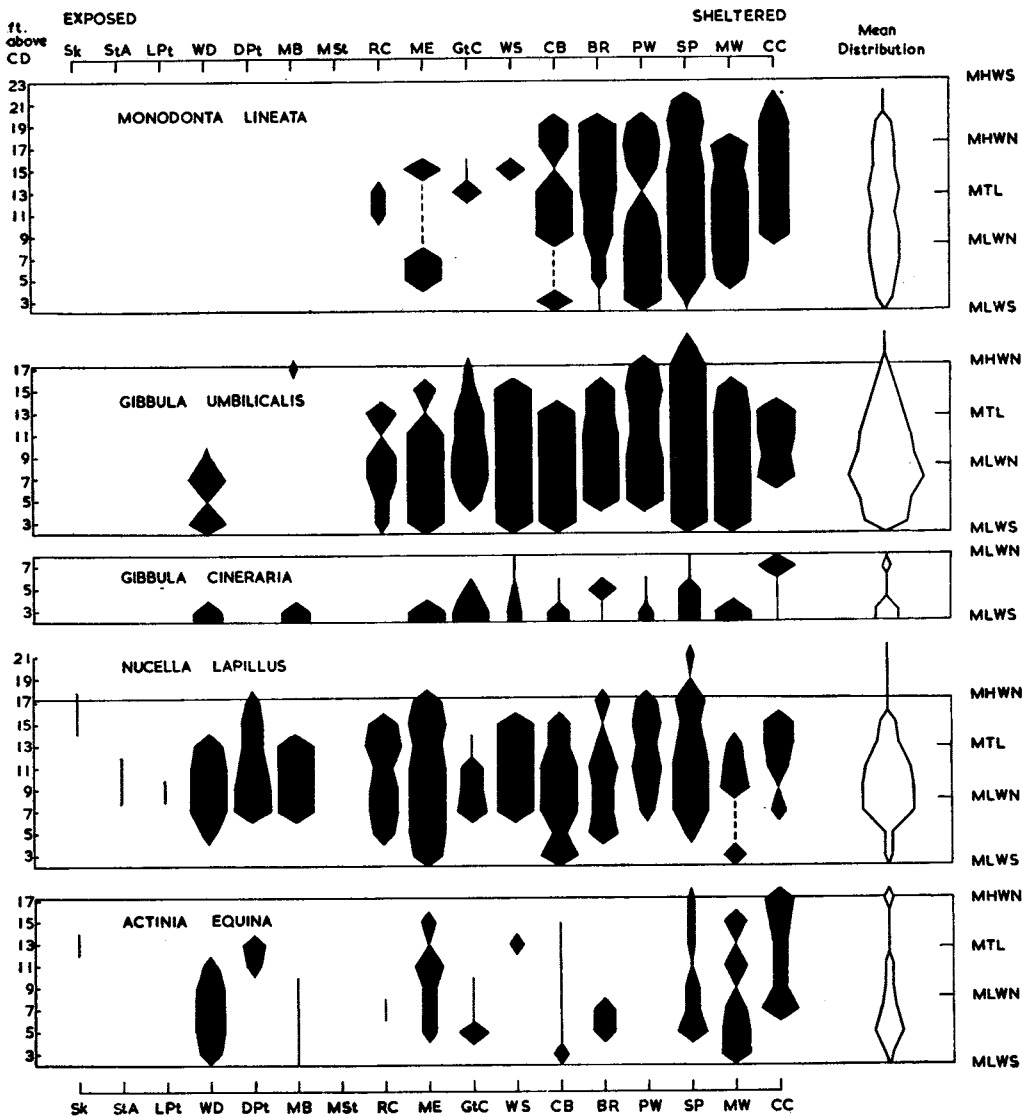 EXPOSED SHELTERED
ft. above CD
Sk StA LPt WD DPt MB MSt RC ME GtC WS CB BR PW SP MW CC
Mean Distribution
MONODONTA LINEATA
23
21
19
17
15
13
11
9
7
5
3
MHWS
MHWN
MTL
MLWN
MLWS
GIBBULA UMBILICALIS
17
15
13
11
9
7
5
3
MHWN
MTL
MLWN
MLWS
GIBBULA CINERARIA
7
5
3
MLWN
MLWS
NUCELLA LAPILLUS
21
19
17
15
13
11
9
7
5
3
MHWN
MTL
MLWN
MLWS
ACTINIA EQUINA
17
15
13
11
9
7
5
3
MHWN
MTL
MLWN
MLWS
Sk StA LPt WD DPt MB MSt RC ME GtC WS CB BR PW SP MW CC